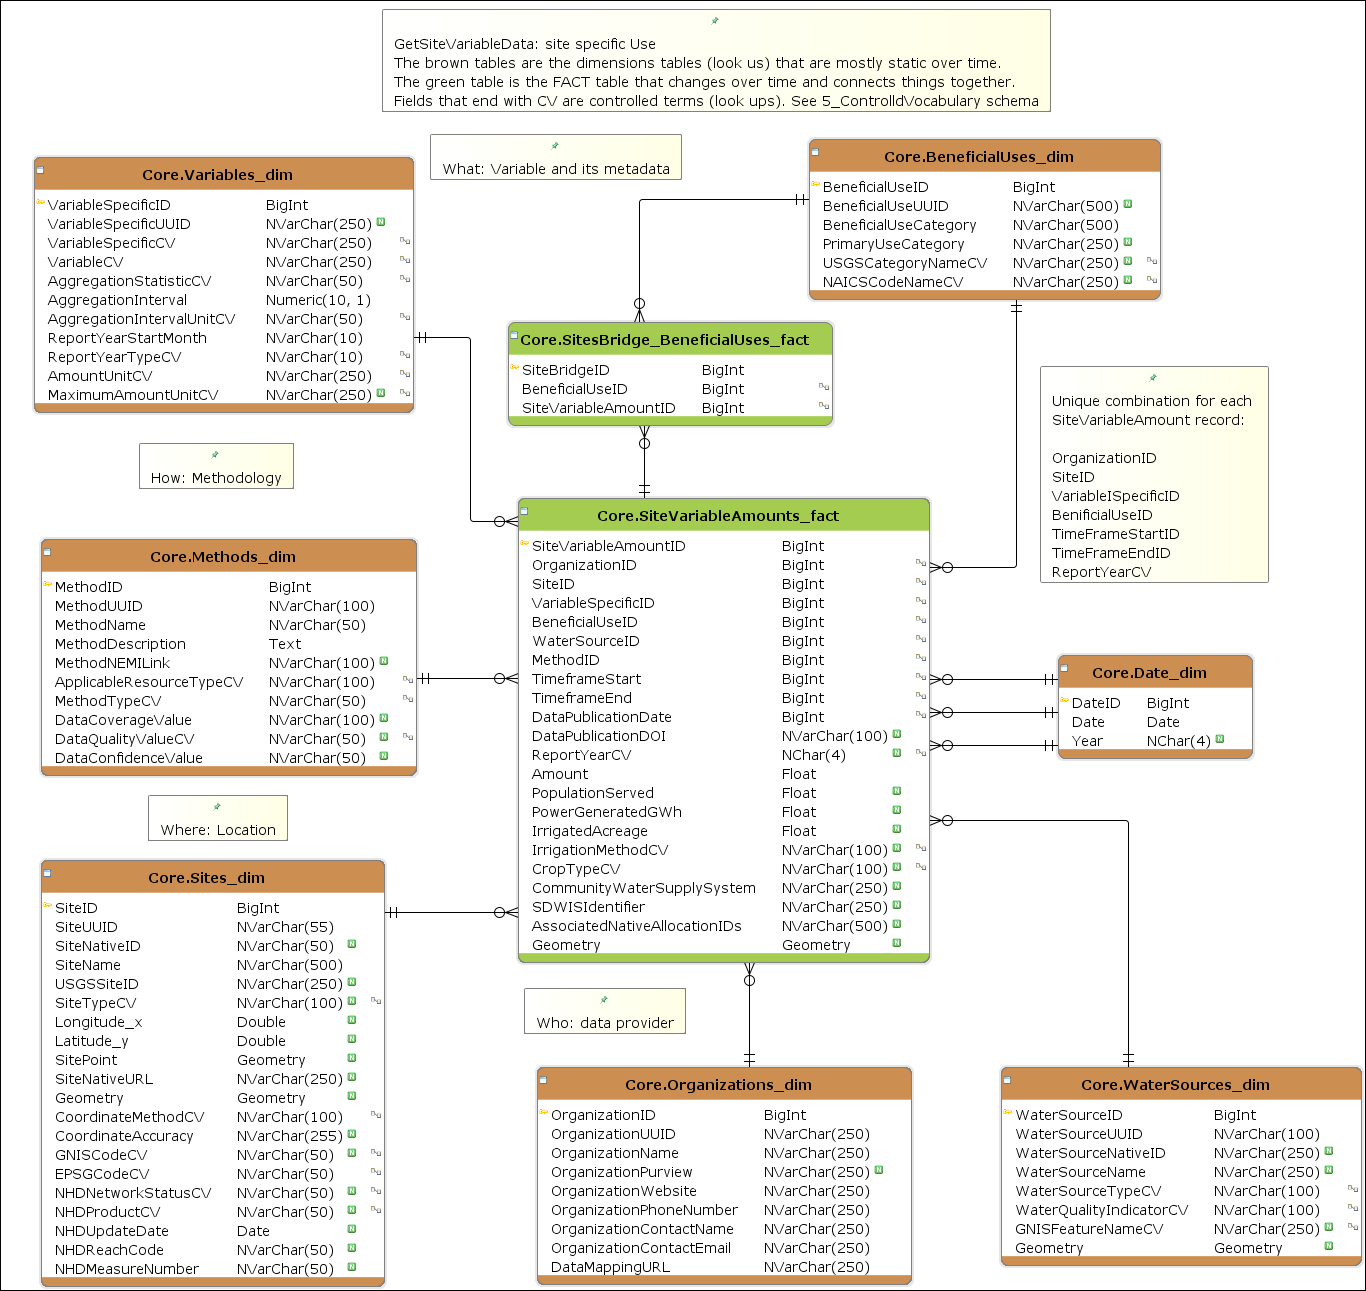 GetSiteVariableData: site specific Use
The brown tables are the dimensions tables (look us) that are mostly static over time.
The green table is the FACT table that changes over time and connects things together.
Fields that end with CV are controlled terms (look ups). See 5_ControlldVocabulary schema
What: Variable and its metadata
Core.Variables_dim
VariableSpecificID BigInt
VariableSpecificUUID NVarChar(250) N
VariableSpecificCV NVarChar(250)
VariableCV NVarChar(250)
AggregationStatisticCV NVarChar(50)
AggregationInterval Numeric(10, 1)
AggregationIntervalUnitCV NVarChar(50)
ReportYearStartMonth NVarChar(10)
ReportYearTypeCV NVarChar(10)
AmountUnitCV NVarChar(250)
MaximumAmountUnitCV NVarChar(250) N
Core.BeneficialUses_dim
BeneficialUseID BigInt
BeneficialUseUUID NVarChar(500) N
BeneficialUseCategory NVarChar(500)
PrimaryUseCategory NVarChar(250) N
USGSCategoryNameCV NVarChar(250) N
NAICSCodeNameCV NVarChar(250) N
Core.SitesBridge_BeneficialUses_fact
SiteBridgeID BigInt
BeneficialUseID BigInt
SiteVariableAmountID BigInt
Unique combination for each
SiteVariableAmount record:
OrganizationID
SiteID
VariableISpecificID
BenificialUseID
TimeFrameStartID
TimeFrameEndID
ReportYearCV
How: Methodology
Core.Methods_dim
MethodID BigInt
MethodUUID NVarChar(100)
MethodName NVarChar(50)
MethodDescription Text
MethodNEMILink NVarChar(100) N
ApplicableResourceTypeCV NVarChar(100)
MethodTypeCV NVarChar(50)
DataCoverageValue NVarChar(100) N
DataQualityValueCV NVarChar(50) N
DataConfidenceValue NVarChar(50) N
Core.SiteVariableAmounts_fact
SiteVariableAmountID BigInt
OrganizationID BigInt
SiteID BigInt
VariableSpecificID BigInt
BeneficialUseID BigInt
WaterSourceID BigInt
MethodID BigInt
TimeframeStart BigInt
TimeframeEnd BigInt
DataPublicationDate BigInt
DataPublicationDOI NVarChar(100) N
ReportYearCV NChar(4) N
Amount Float
PopulationServed Float N
PowerGeneratedGWh Float N
IrrigatedAcreage Float N
IrrigationMethodCV NVarChar(100) N
CropTypeCV NVarChar(100) N
CommunityWaterSupplySystem NVarChar(250) N
SDWISIdentifier NVarChar(250) N
AssociatedNativeAllocationIDs NVarChar(500) N
Geometry Geometry N
Core.Date_dim
DateID BigInt
Date Date
Year NChar(4) N
Where: Location
Core.Sites_dim
SiteID BigInt
SiteUUID NVarChar(55)
SiteNativeID NVarChar(50) N
SiteName NVarChar(500)
USGSSiteID NVarChar(250) N
SiteTypeCV NVarChar(100) N
Longitude_x Double N
Latitude_y Double N
SitePoint Geometry N
SiteNativeURL NVarChar(250) N
Geometry Geometry N
CoordinateMethodCV NVarChar(100)
CoordinateAccuracy NVarChar(255) N
GNISCodeCV NVarChar(50) N
EPSGCodeCV NVarChar(50)
NHDNetworkStatusCV NVarChar(50) N
NHDProductCV NVarChar(50) N
NHDUpdateDate Date N
NHDReachCode NVarChar(50) N
NHDMeasureNumber NVarChar(50) N
Who: data provider
Core.Organizations_dim
OrganizationID BigInt
OrganizationUUID NVarChar(250)
OrganizationName NVarChar(250)
OrganizationPurview NVarChar(250) N
OrganizationWebsite NVarChar(250)
OrganizationPhoneNumber NVarChar(250)
OrganizationContactName NVarChar(250)
OrganizationContactEmail NVarChar(250)
DataMappingURL NVarChar(250)
Core.WaterSources_dim
WaterSourceID BigInt
WaterSourceUUID NVarChar(100)
WaterSourceNativeID NVarChar(250) N
WaterSourceName NVarChar(250) N
WaterSourceTypeCV NVarChar(100)
WaterQualityIndicatorCV NVarChar(100)
GNISFeatureNameCV NVarChar(250) N
Geometry Geometry N